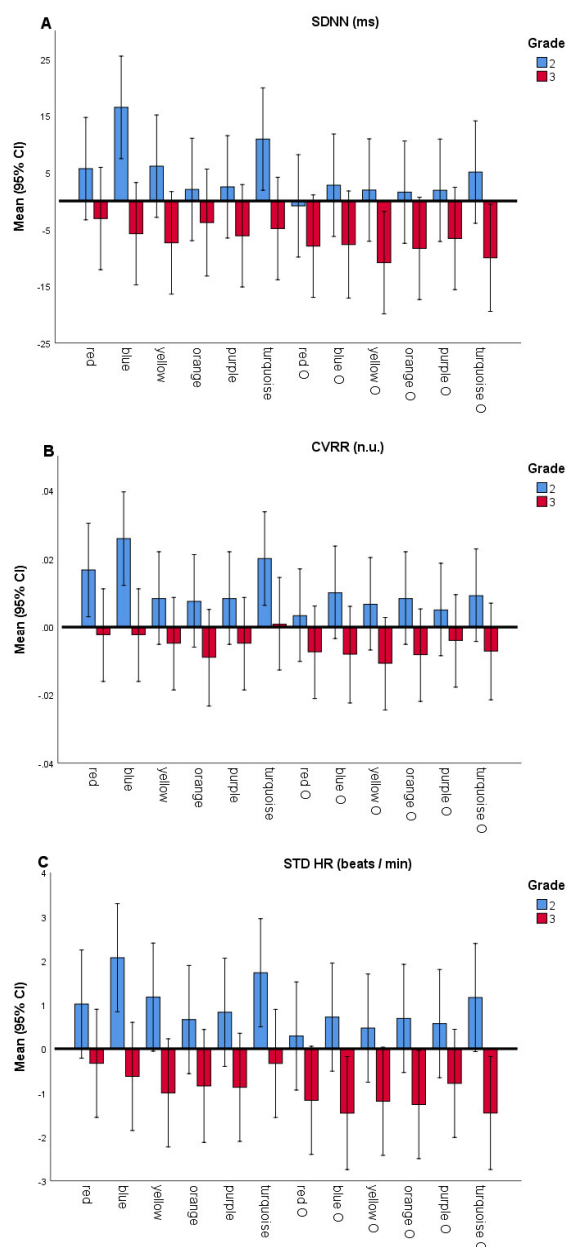 A
SDNN (ms)
Grade
2
3
Mean (95% CI)
25
15
5
-5
-15
-25
red
blue
yellow
orange
purple
turquoise
red O
blue O
yellow O
orange O
purple O
turquoise O
B
CVRR (n.u.)
Grade
2
3
Mean (95% CI)
.04
.02
.00
-.02
-.04
red
blue
yellow
orange
purple
turquoise
red O
blue O
yellow O
orange O
purple O
turquoise O
C
STD HR (beats / min)
Grade
2
3
Mean (95% CI)
4
3
2
1
0
-1
-2
-3
red
blue
yellow
orange
purple
turquoise
red O
blue O
yellow O
orange O
purple O
turquoise O